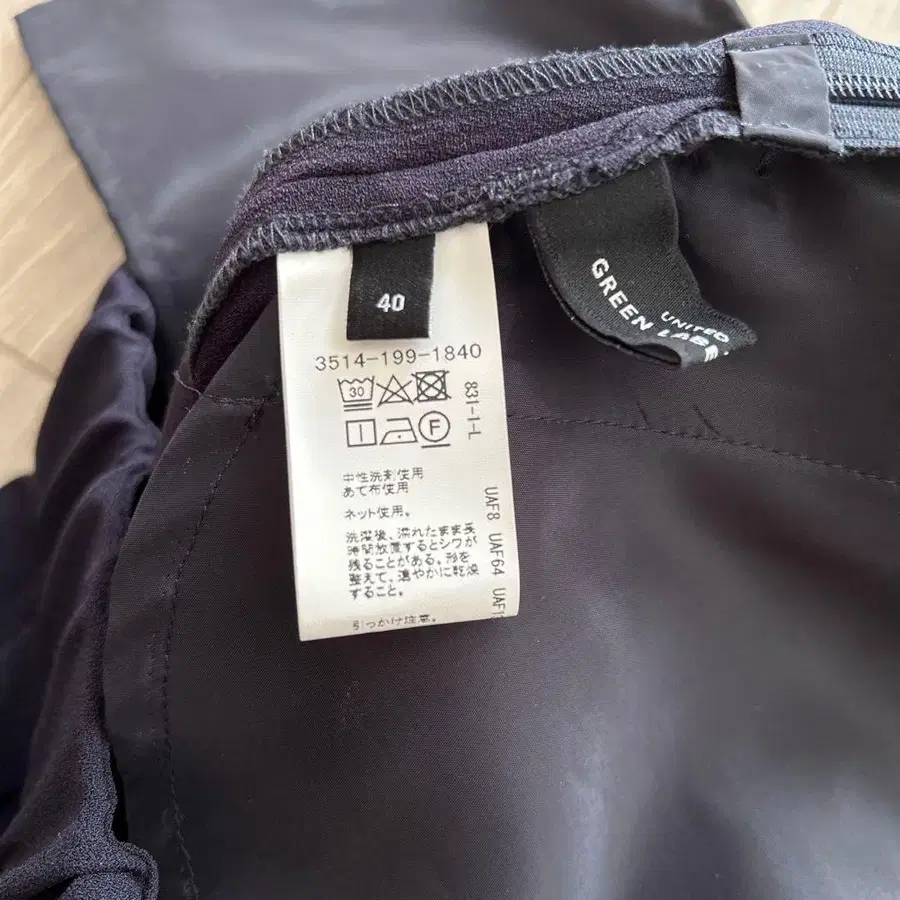 40
3514-199-1840
30
F
831-1-L
中性洗剤使用
あて布使用
ネット使用。
洗濯後、濡れたまま長
時間放置するとシワが
残ることがある。形を
整えて、速やかに乾燥
すること。
引っかけ注意。
UAF8 UAF64
UNITED
GREEN LABE